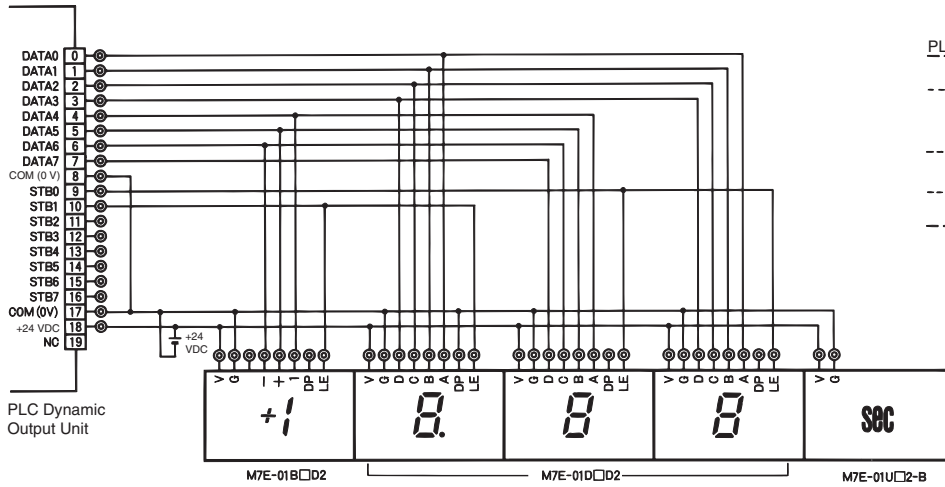 DATA0 0
DATA1 1
DATA2 2
DATA3 3
DATA4 4
DATA5 5
DATA6 6
DATA7 7
COM (0 V) 8
STB0 9
STB1 10
STB2 11
STB3 12
STB4 13
STB5 14
STB6 15
STB7 16
COM (0V) 17
+24 VDC 18
NC 19
PLC Dynamic
Output Unit
+24
VDC
V G – + 1 DP LE
V G D C B A DP LE
V G D C B A DP LE
V G D C B A DP LE
V G
+1
8.
8
8
sec
M7E-01B□D2
M7E-01D□D2
M7E-01U□2-B
PL